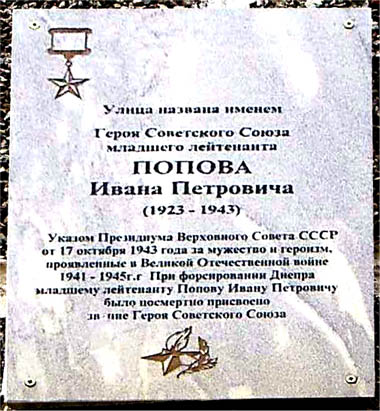 Улица названа именем
Героя Советского Союза
младшего лейтенанта
ПОПОВА
Ивана Петровича
(1923 - 1943)
Указом Президиума Верховного Совета СССР
от 17 октября 1943 года за мужество и героизм,
проявленные в Великой Отечественной войне
1941 - 1945г.г При форсировании Днепра
младшему лейтенанту Попову Ивану Петровичу
было посмертно присвоено
Героя Советского Союза